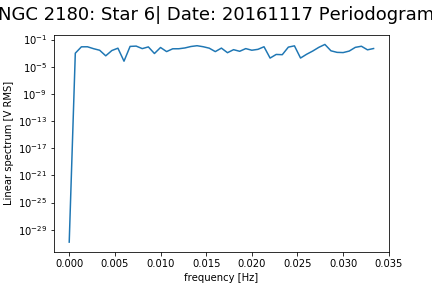 NGC 2180: Star 6| Date: 20161117 Periodogram
Linear spectrum [V RMS]
10⁻¹
10⁻⁵
10⁻⁹
10⁻¹³
10⁻¹⁷
10⁻²¹
10⁻²⁵
10⁻²⁹
0.000 0.005 0.010 0.015 0.020 0.025 0.030 0.035
frequency [Hz]